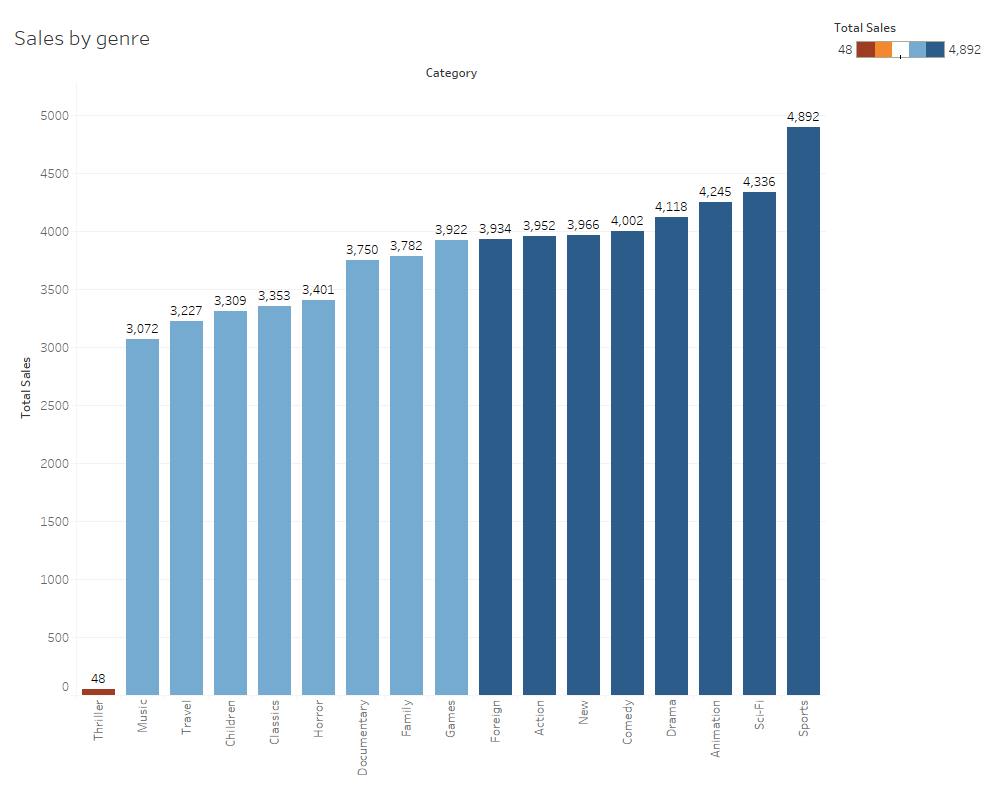 Sales by genre
Total Sales
48 4,892
Category
Total Sales
5000
4500
4000
3500
3000
2500
2000
1500
1000
500
0
48
3,072
3,227
3,309
3,353
3,401
3,750
3,782
3,922
3,934
3,952
3,966
4,002
4,118
4,245
4,336
4,892
Thriller
Music
Travel
Children
Classics
Horror
Documentary
Family
Games
Foreign
Action
New
Comedy
Drama
Animation
Sci-Fi
Sports